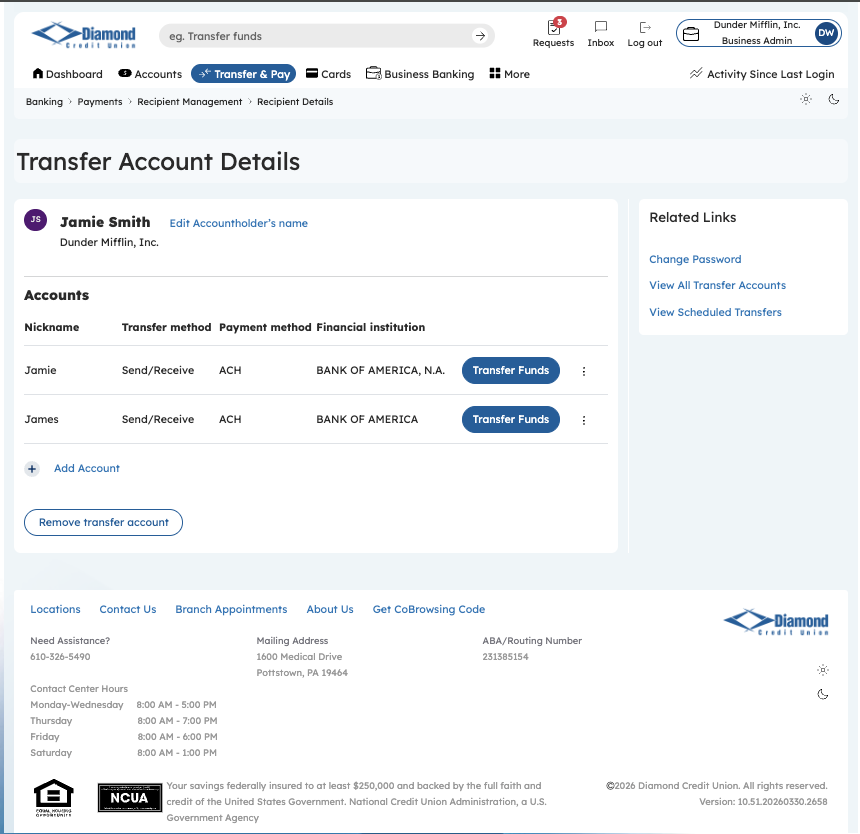 Diamond
Credit Union
eg. Transfer funds
3
Requests
Inbox
Log out
Dunder Mifflin, Inc.
Business Admin
DW
Dashboard
Accounts
Transfer & Pay
Cards
Business Banking
More
Activity Since Last Login
Banking > Payments > Recipient Management > Recipient Details
Transfer Account Details
JS
Jamie Smith
Edit Accountholder's name
Dunder Mifflin, Inc.
Accounts
Nickname Transfer method Payment method Financial institution
Jamie Send/Receive ACH BANK OF AMERICA, N.A. Transfer Funds
James Send/Receive ACH BANK OF AMERICA Transfer Funds
Add Account
Remove transfer account
Related Links
Change Password
View All Transfer Accounts
View Scheduled Transfers
Locations Contact Us Branch Appointments About Us Get CoBrowsing Code
Need Assistance?
610-326-5490
Mailing Address
1600 Medical Drive
Pottstown, PA 19464
ABA/Routing Number
231385154
Diamond
Credit Union
Contact Center Hours
Monday-Wednesday 8:00 AM - 5:00 PM
Thursday 8:00 AM - 7:00 PM
Friday 8:00 AM - 6:00 PM
Saturday 8:00 AM - 1:00 PM
EQUAL HOUSING
OPPORTUNITY
NCUA
Your savings federally insured to at least $250,000 and backed by the full faith and
credit of the United States Government. National Credit Union Administration, a U.S.
Government Agency
©2026 Diamond Credit Union. All rights reserved.
Version: 10.51.20260330.2658